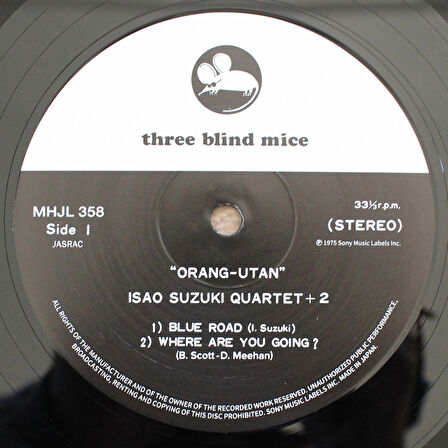 three blind mice
MHJL 358
Side 1
JASRAC
33⅓ r.p.m.
(STEREO)
℗ 1975 Sony Music Labels Inc.
"ORANG-UTAN"
ISAO SUZUKI QUARTET + 2
1) BLUE ROAD (I. Suzuki)
2) WHERE ARE YOU GOING?
(B. Scott-D. Meehan)
ALL RIGHTS OF THE MANUFACTURER AND OF THE OWNER OF THE RECORDED WORK RESERVED. UNAUTHORIZED PUBLIC PERFORMANCE,
BROADCASTING, RENTING AND COPYING OF THIS DISC PROHIBITED. SONY MUSIC LABELS INC. MADE IN JAPAN.